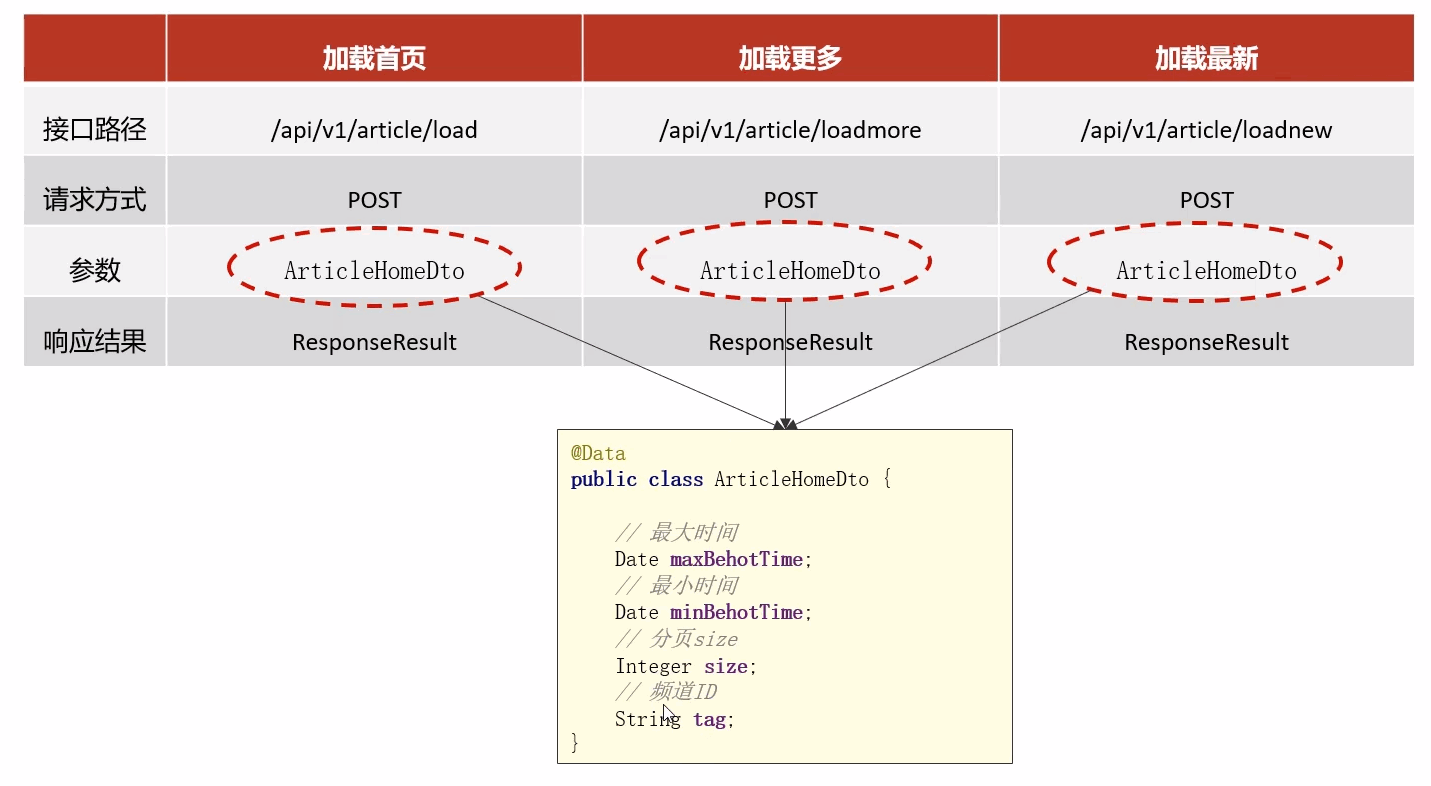 加载首页 加载更多 加载最新
接口路径 /api/v1/article/load /api/v1/article/loadmore /api/v1/article/loadnew
请求方式 POST POST POST
参数 ArticleHomeDto ArticleHomeDto ArticleHomeDto
响应结果 ResponseResult ResponseResult ResponseResult
@Data
public class ArticleHomeDto {
// 最大时间
Date maxBehotTime;
// 最小时间
Date minBehotTime;
// 分页size
Integer size;
// 频道ID
String tag;
}